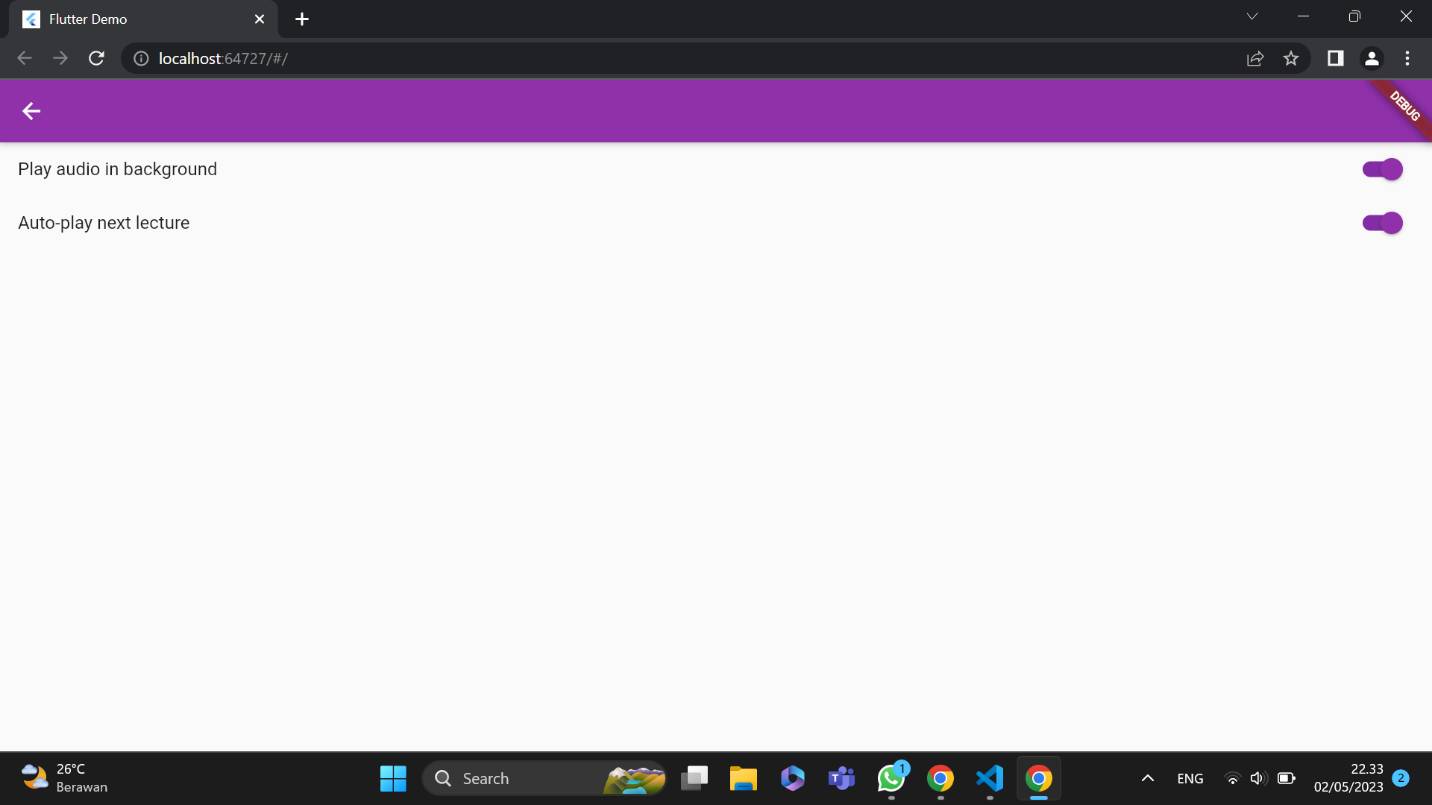 Flutter Demo
localhost:64727/#/
DEBUG
Play audio in background
Auto-play next lecture
26°C
Berawan
Search
T
1
ENG
22.33
02/05/2023
2